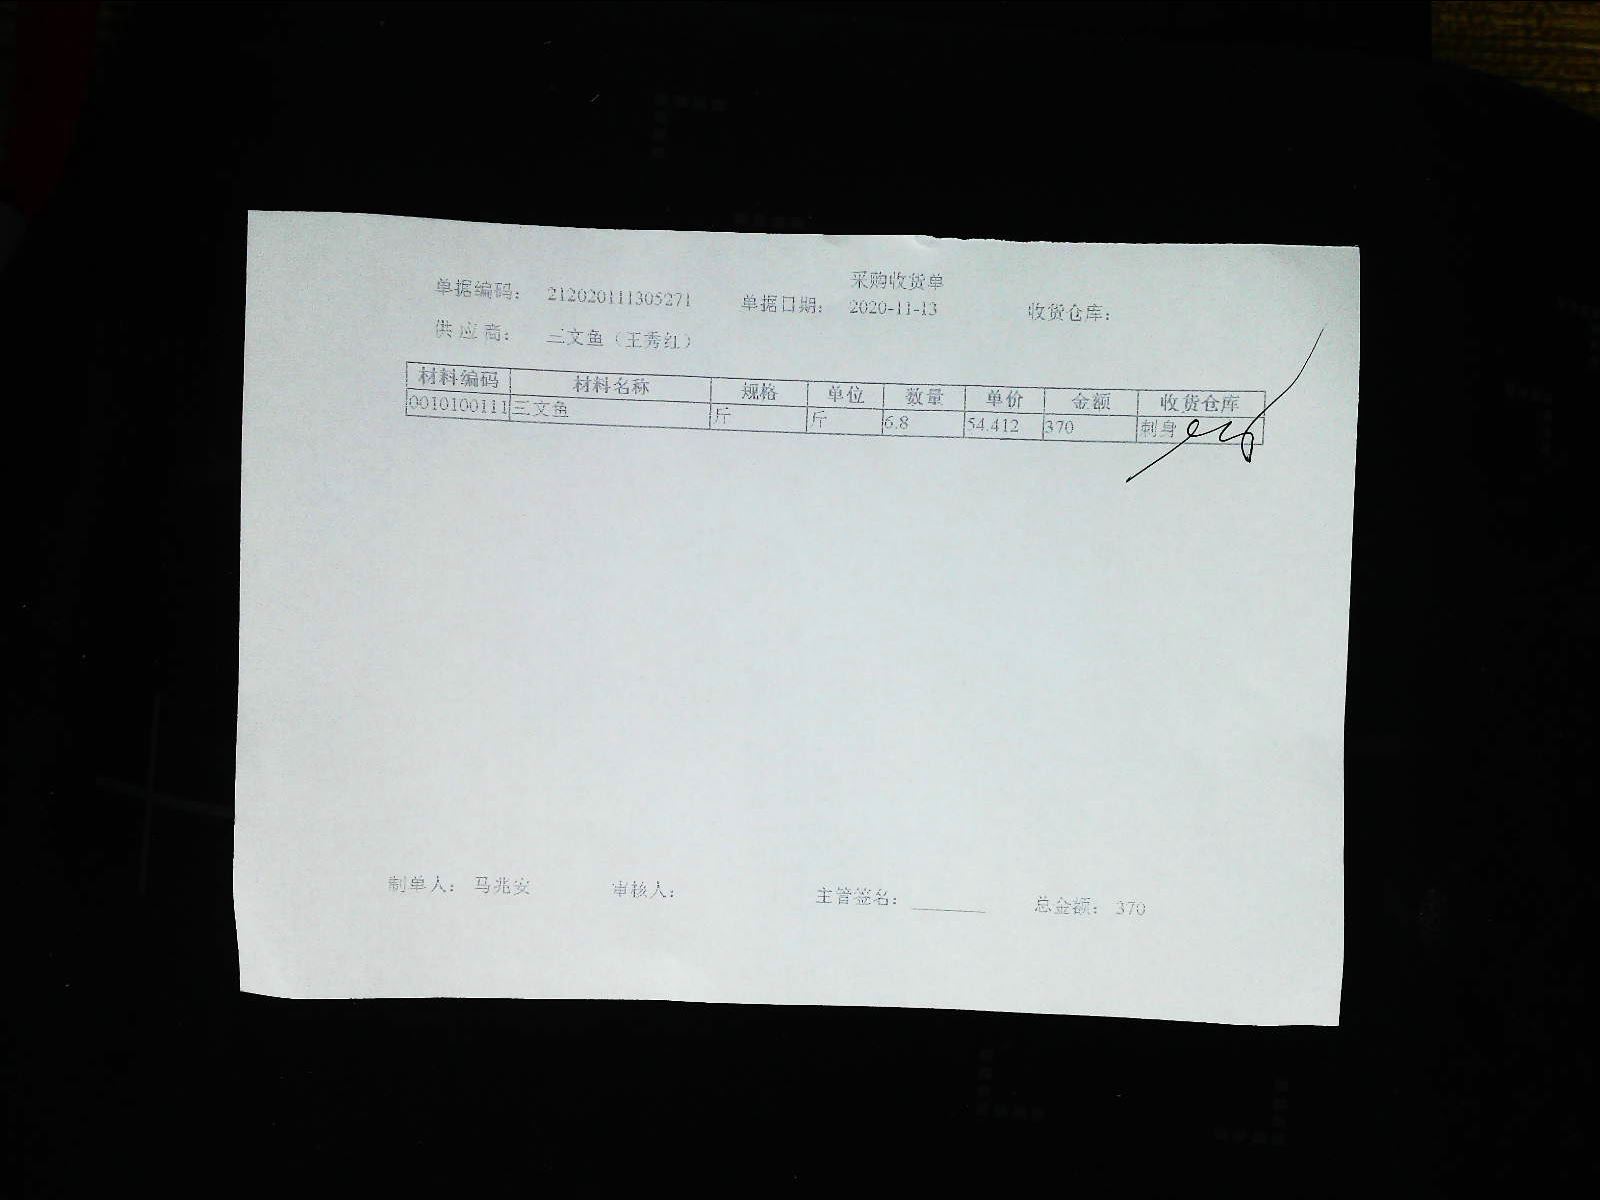 采购收货单
单据编码： 212020111305271 单据日期： 2020-11-13 收货仓库：
供 应 商： 三文鱼（王秀红）
材料编码 材料名称 规格 单位 数量 单价 金额 收货仓库
0010100111 三文鱼 斤 斤 6.8 54.412 370 刺身
制单人： 马兆安 审核人： 主管签名： 总金额： 370